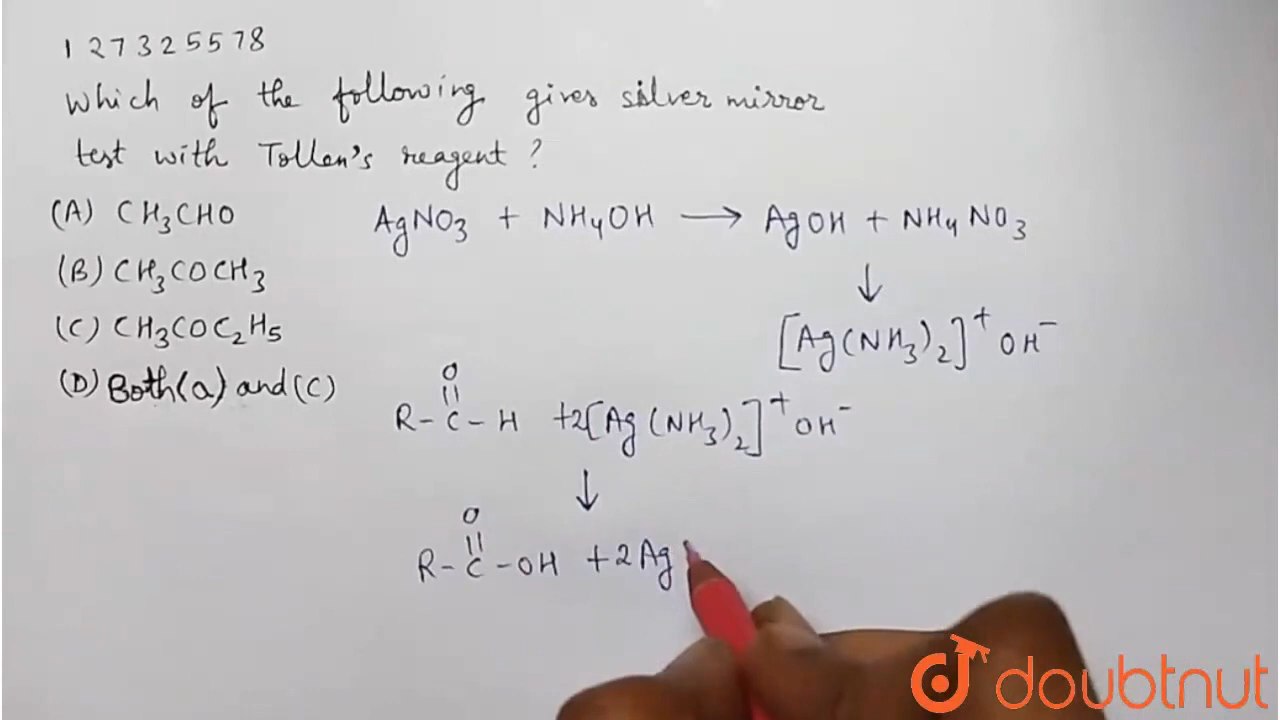 1 2 7 3 2 5 5 7 8
Which of the following gives silver mirror
test with Tollen's reagent ?
(A) CH3CHO
(B) CH3COCH3
(C) CH3COC2H5
(D) Both (a) and (C)
AgNO3 + NH4OH → AgOH + NH4NO3
↓
[Ag(NH3)2]+ OH-
O
||
R-C-H +2[Ag(NH3)2]+ OH-
↓
O
||
R-C-OH +2Ag
doubtnut